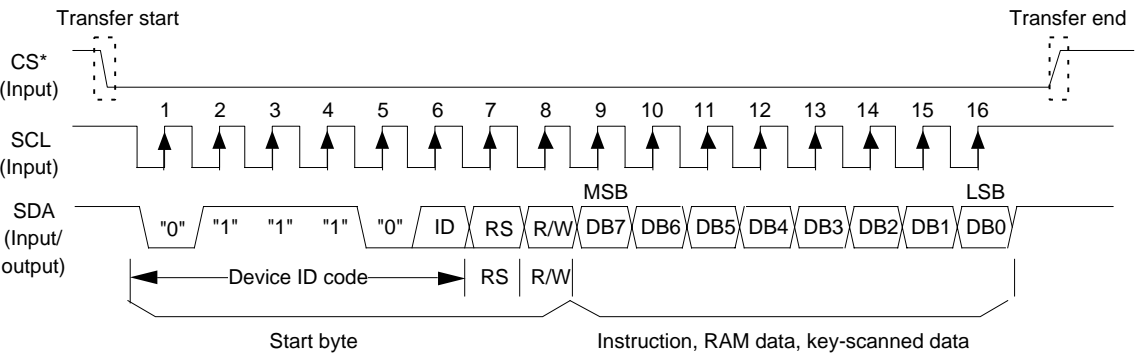 Transfer start Transfer end
CS*
(Input)
1 2 3 4 5 6 7 8 9 10 11 12 13 14 15 16
SCL
(Input)
MSB LSB
SDA
(Input/
output)
"0" "1" "1" "1" "0" ID RS R/W DB7 DB6 DB5 DB4 DB3 DB2 DB1 DB0
Device ID code RS R/W
Start byte Instruction, RAM data, key-scanned data